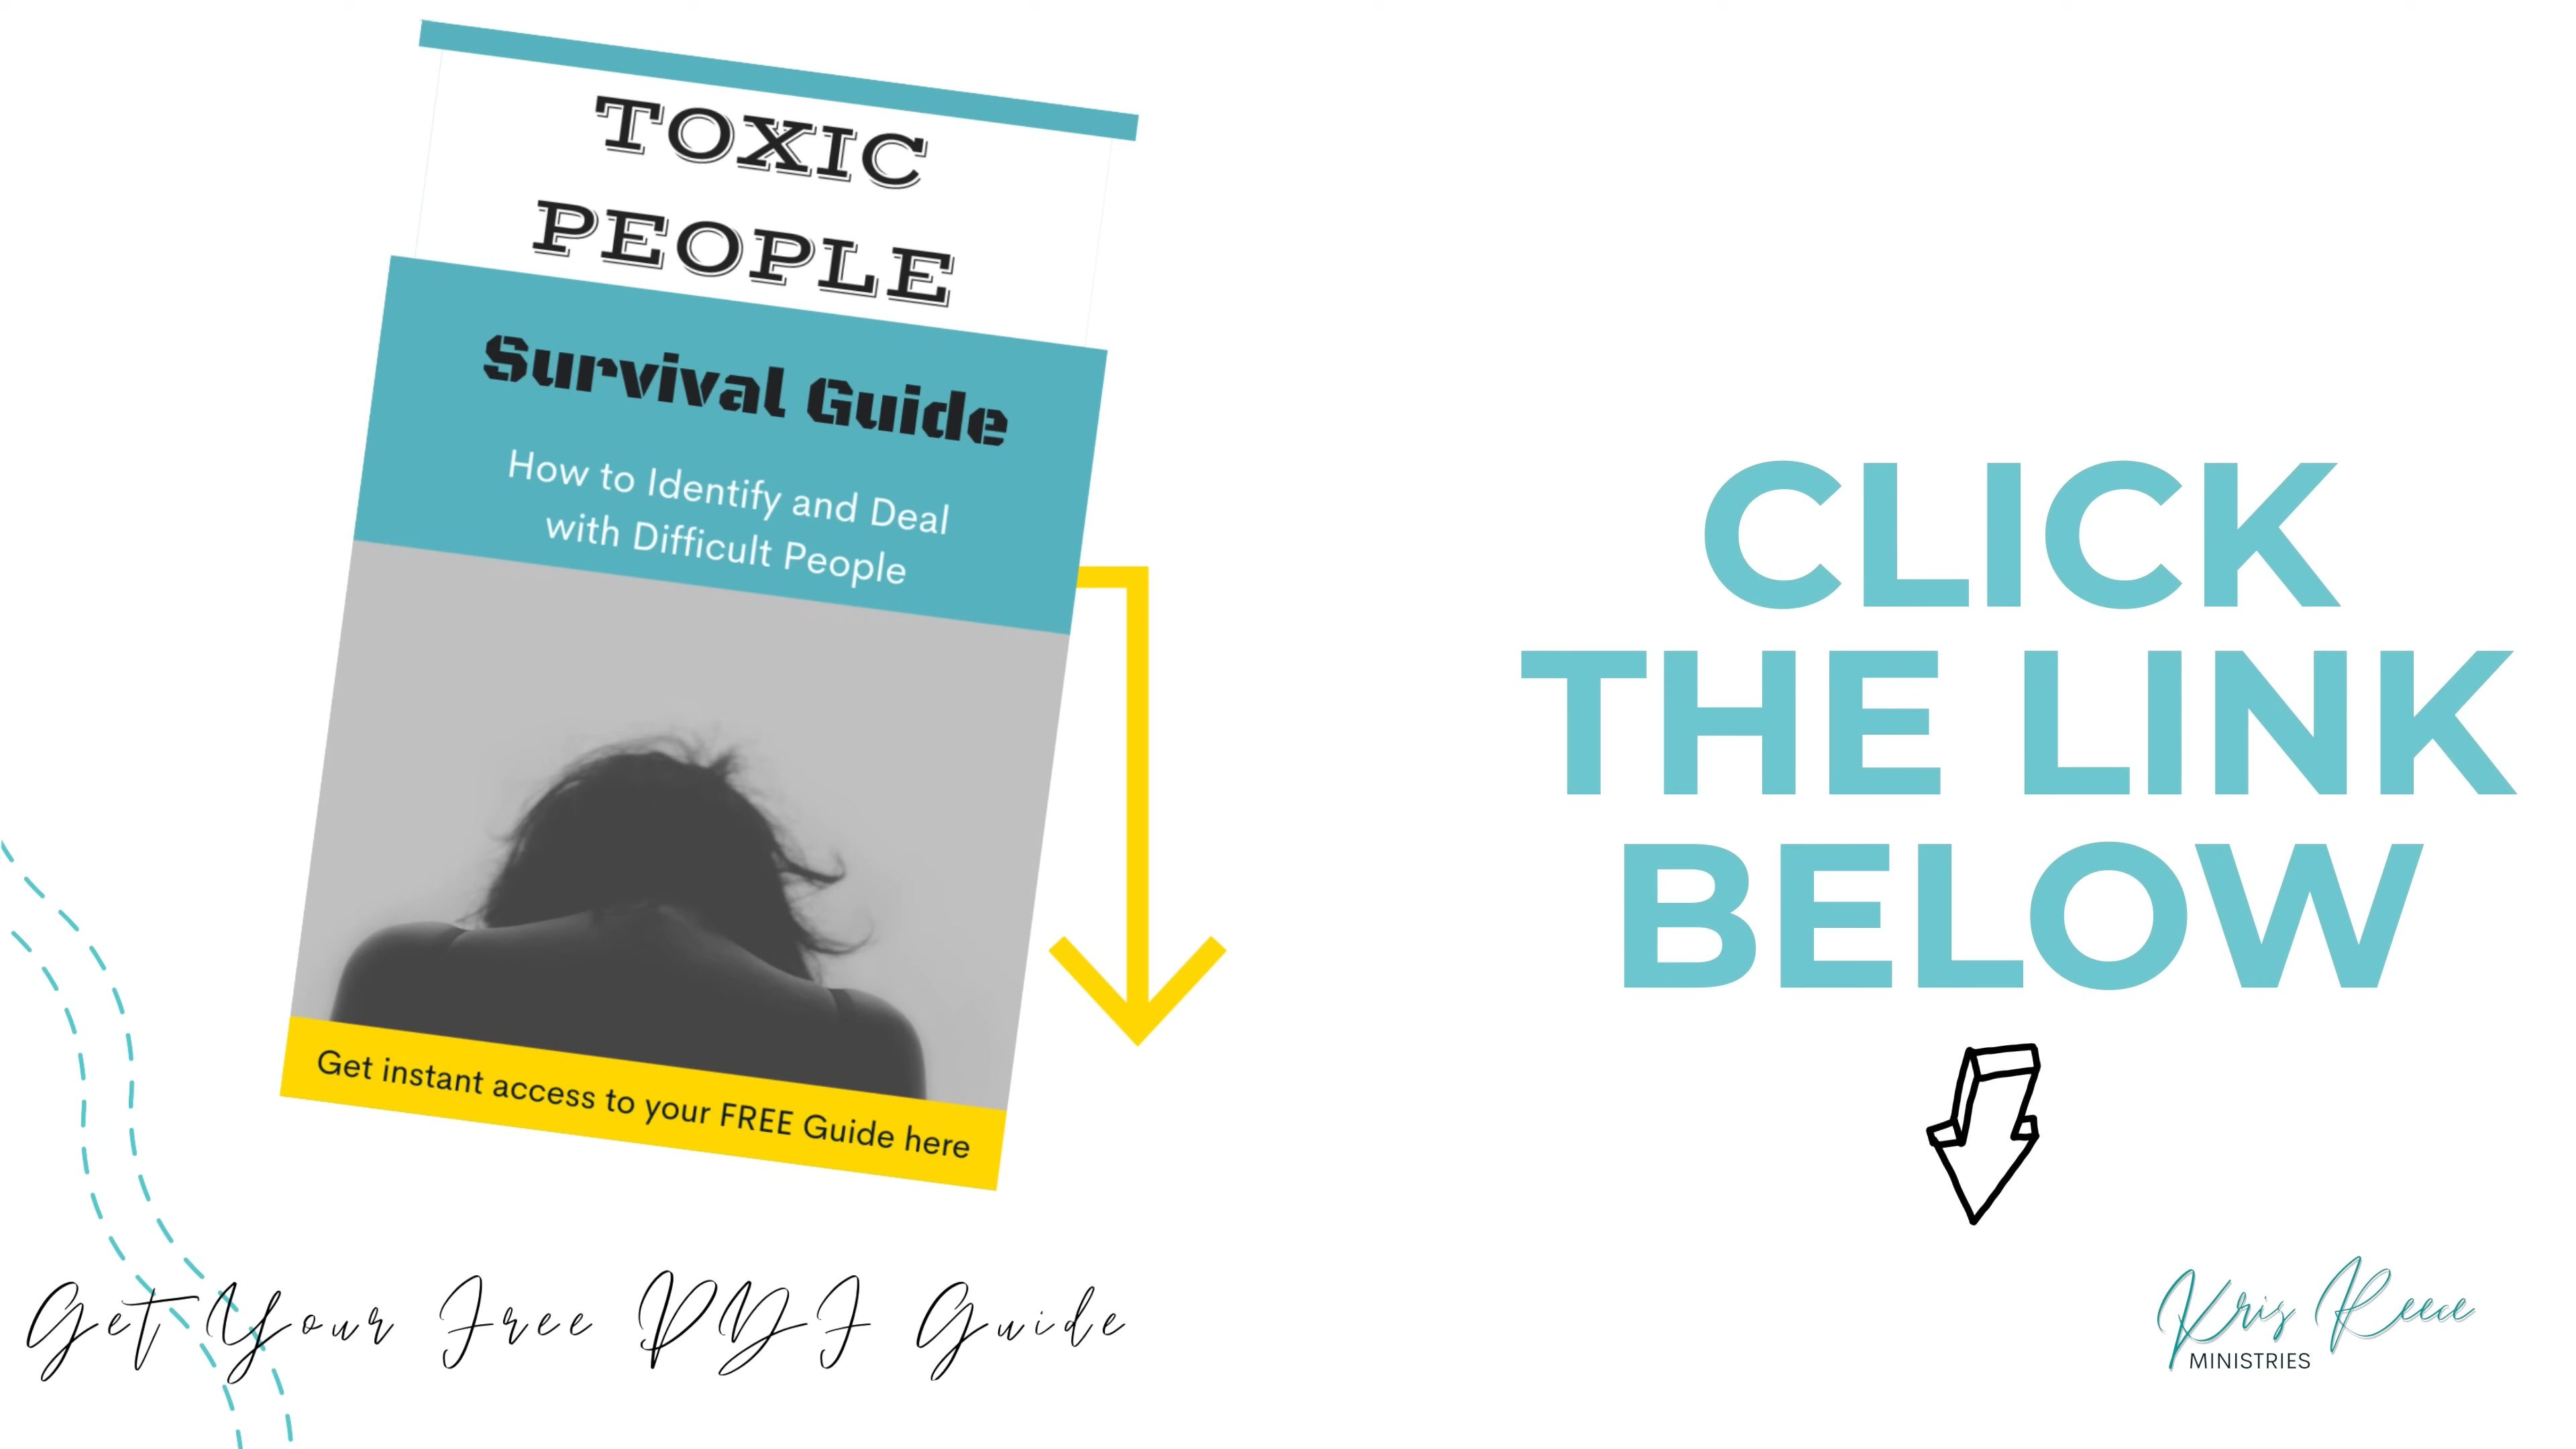 TOXIC
PEOPLE
Survival Guide
How to Identify and Deal
with Difficult People
Get instant access to your FREE Guide here
Get Your Free PDF Guide
CLICK
THE LINK
BELOW
Kris Reece
MINISTRIES